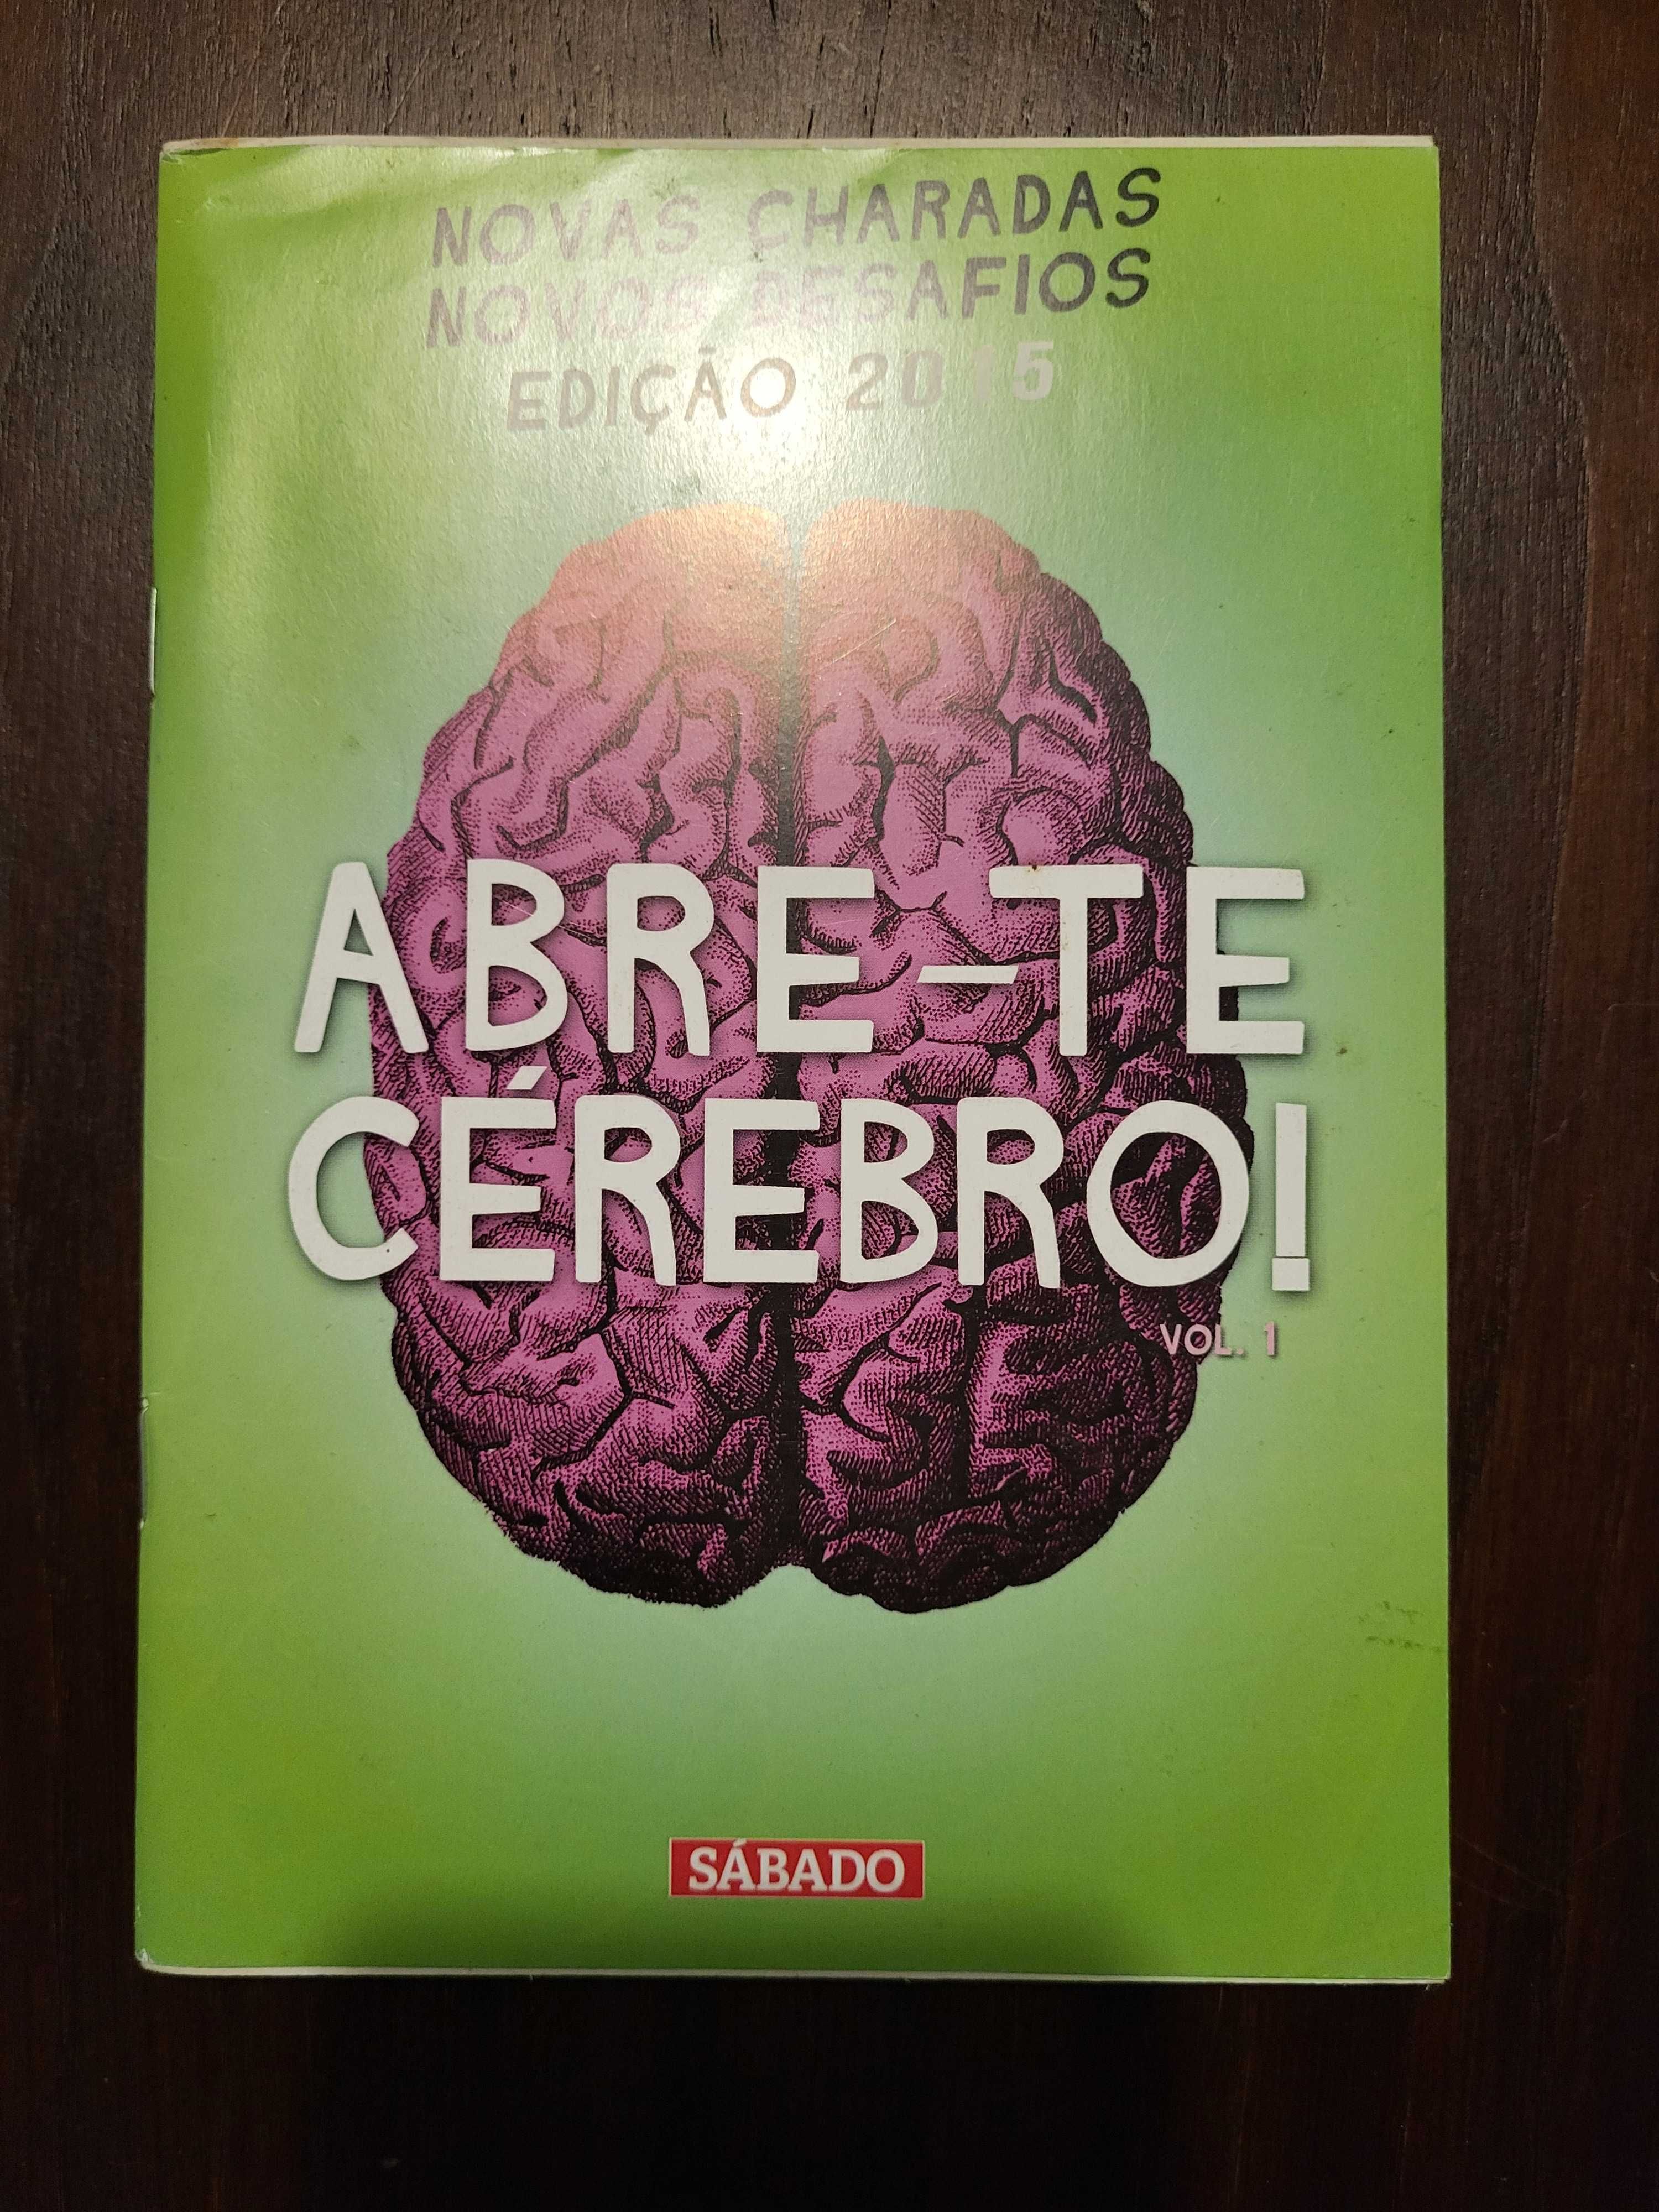 NOVAS CHARADAS
NOVOS DESAFIOS
EDIÇÃO 2015
ABRE-TE
CÉREBRO!
VOL. 1
SÁBADO